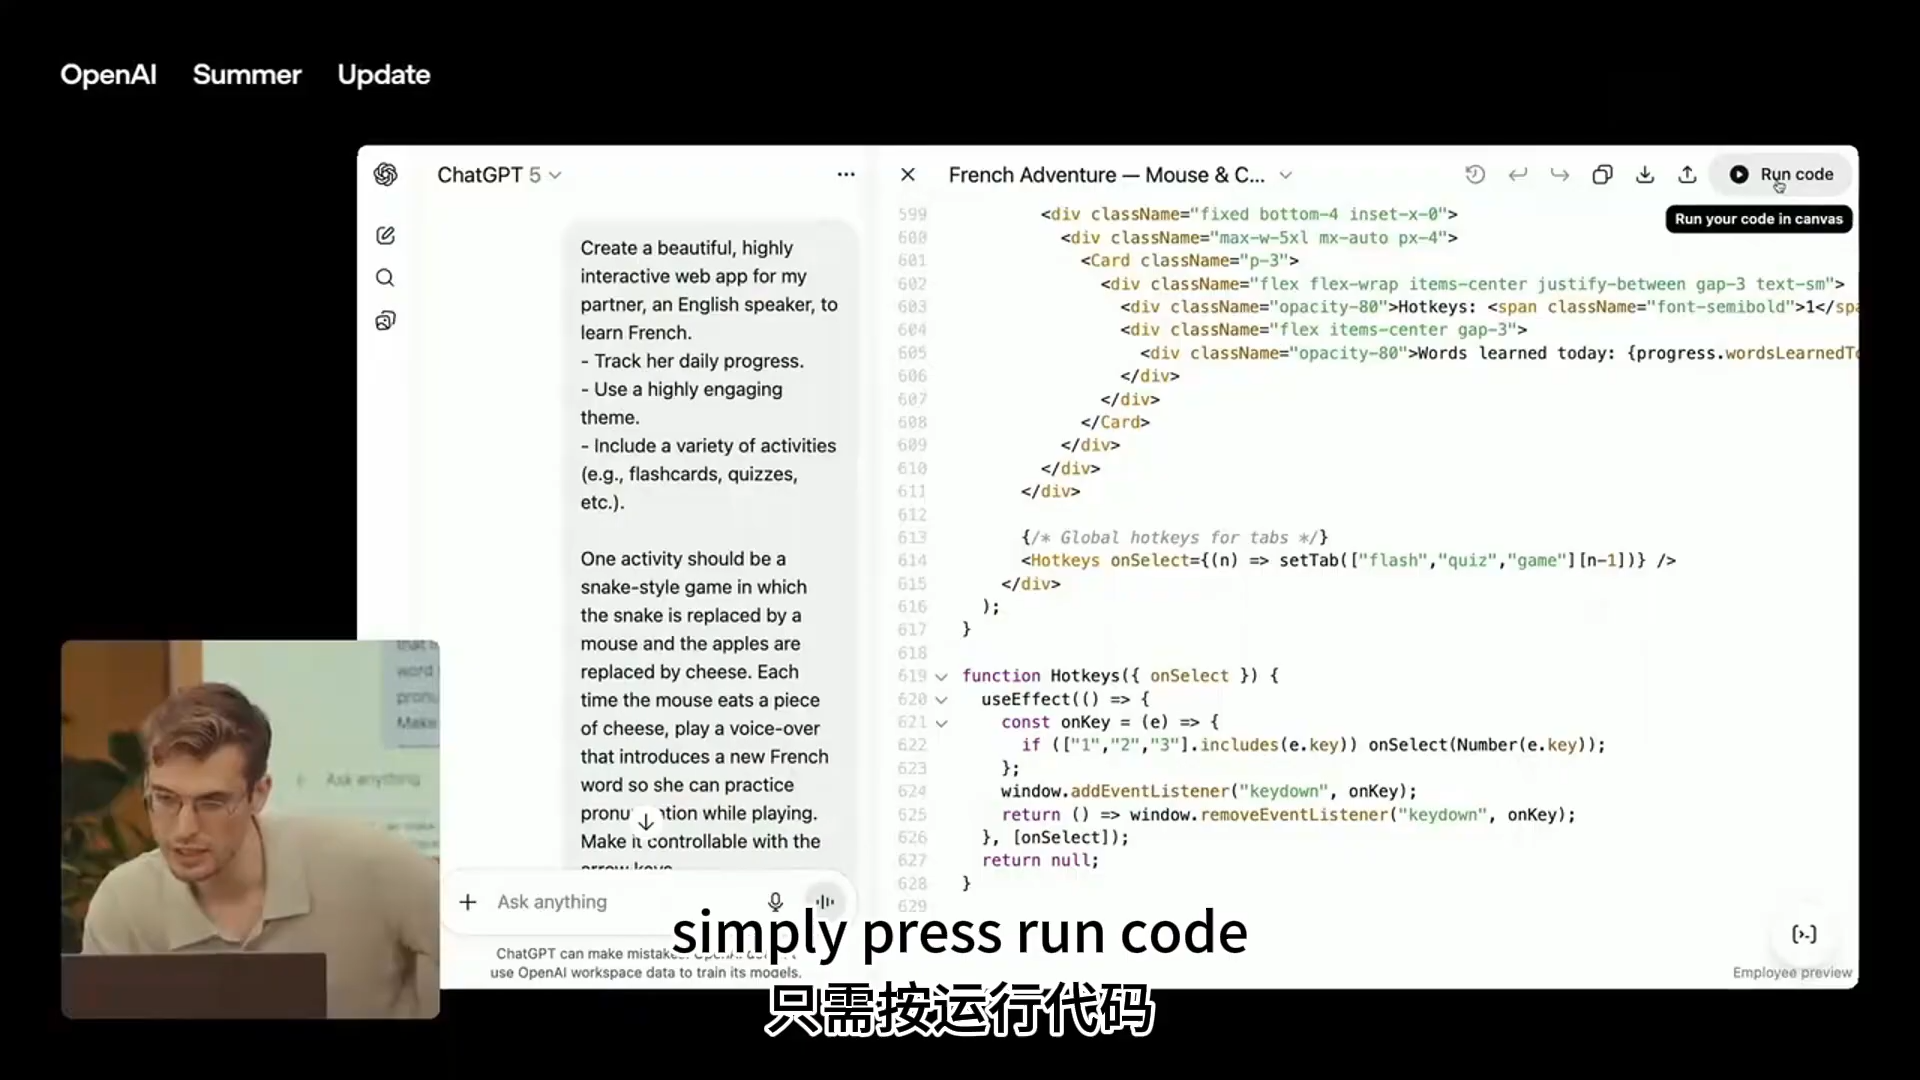 OpenAI Summer Update
ChatGPT 5
Create a beautiful, highly
interactive web app for my
partner, an English speaker, to
learn French.
- Track her daily progress.
- Use a highly engaging
theme.
- Include a variety of activities
(e.g., flashcards, quizzes,
etc.).
One activity should be a
snake-style game in which
the snake is replaced by a
mouse and the apples are
replaced by cheese. Each
time the mouse eats a piece
of cheese, play a voice-over
that introduces a new French
word so she can practice
while playing.
Make it controllable with the
arrow keys
Ask anything
ChatGPT can make
use OpenAI workspace data to train its models.
French Adventure — Mouse & C...
Run code
Run your code in canvas
599 <div className="fixed bottom-4 inset-x-0">
600 <div className="max-w-5xl mx-auto px-4">
601 <Card className="p-3">
602 <div className="flex flex-wrap items-center justify-between gap-3 text-sm">
603 <div className="opacity-80">Hotkeys: <span className="font-semibold">1</spa
604 <div className="flex items-center gap-3">
605 <div className="opacity-80">Words learned today: {progress.wordsLearnedTo
606 </div>
607 </div>
608 </Card>
609 </div>
610 </div>
611 </div>
612
613 {/* Global hotkeys for tabs */}
614 <Hotkeys onSelect={(n) => setTab(["flash","quiz","game"][n-1])} />
615 </div>
616 );
617 }
618
619 function Hotkeys({ onSelect }) {
620 useEffect(() => {
621 const onKey = (e) => {
622 if (["1","2","3"].includes(e.key)) onSelect(Number(e.key));
623 };
624 window.addEventListener("keydown", onKey);
625 return () => window.removeEventListener("keydown", onKey);
626 }, [onSelect]);
627 return null;
628 }
629
Employee preview
word
Make
Ask anything
simply press run code
只需按运行代码